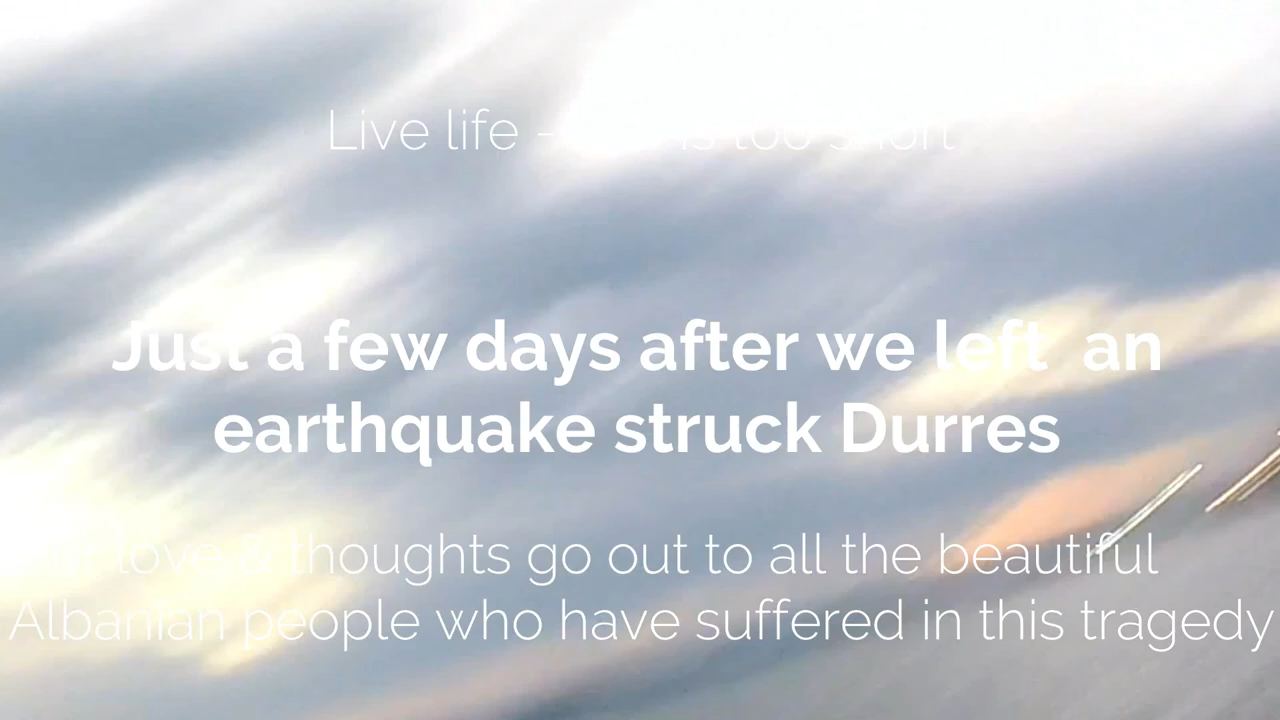 Live life - is too short
Just a few days after we left an
earthquake struck Durres
love & thoughts go out to all the beautiful
Albanian people who have suffered in this tragedy